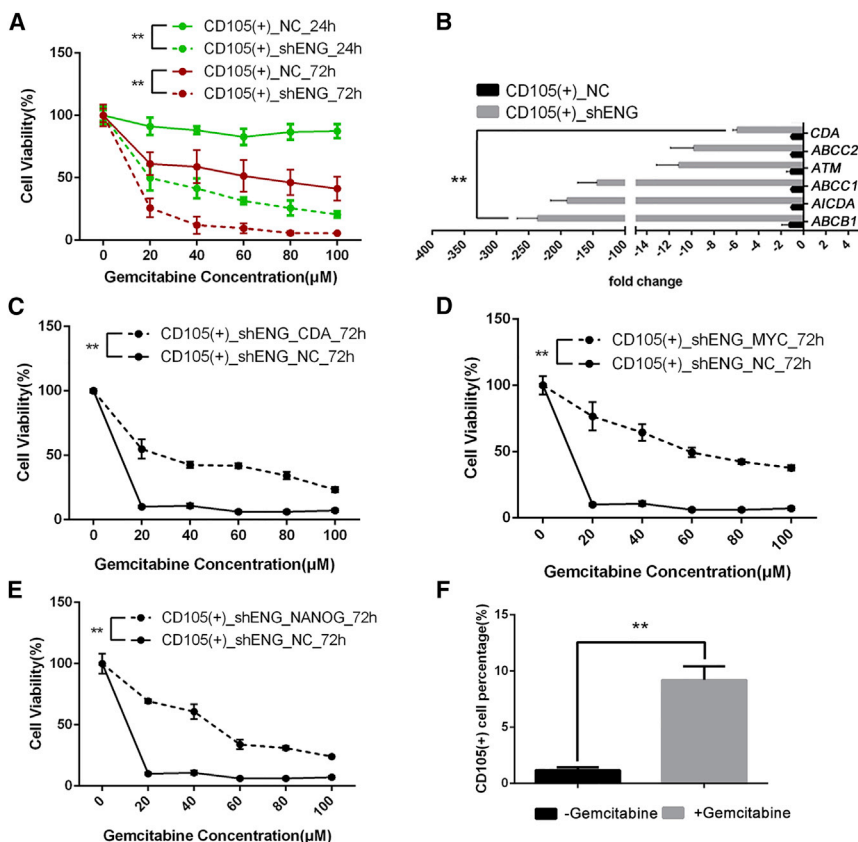 A
** CD105(+)_NC_24h
CD105(+)_shENG_24h
** CD105(+)_NC_72h
CD105(+)_shENG_72h
150
100
50
0
Cell Viability(%)
0 20 40 60 80 100
Gemcitabine Concentration(µM)
B
CD105(+)_NC
CD105(+)_shENG
**
CDA
ABCC2
ATM
ABCC1
AICDA
ABCB1
-400 -350 -300 -250 -200 -150 -100 -14 -12 -10 -8 -6 -4 -2 0 2 4
fold change
C
** CD105(+)_shENG_CDA_72h
CD105(+)_shENG_NC_72h
150
100
50
0
Cell Viability(%)
0 20 40 60 80 100
Gemcitabine Concentration(µM)
D
** CD105(+)_shENG_MYC_72h
CD105(+)_shENG_NC_72h
150
100
50
0
Cell Viability(%)
0 20 40 60 80 100
Gemcitabine Concentration(µM)
E
** CD105(+)_shENG_NANOG_72h
CD105(+)_shENG_NC_72h
150
100
50
0
Cell Viability(%)
0 20 40 60 80 100
Gemcitabine Concentration(µM)
F
**
15
10
5
0
CD105(+) cell percentage(%)
-Gemcitabine +Gemcitabine